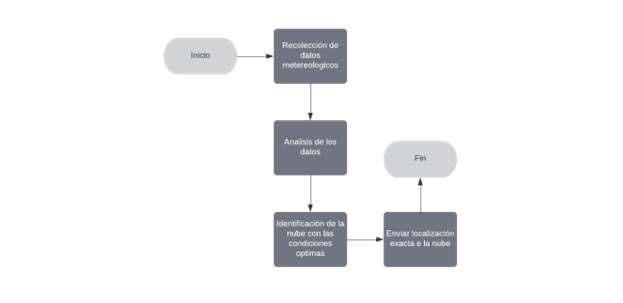 Inicio
Recolección de
datos
metereologicos
Analisis de los
datos
Fin
Identificación de la
nube con las
condiciones
optimas
Enviar localización
exacta e la nube